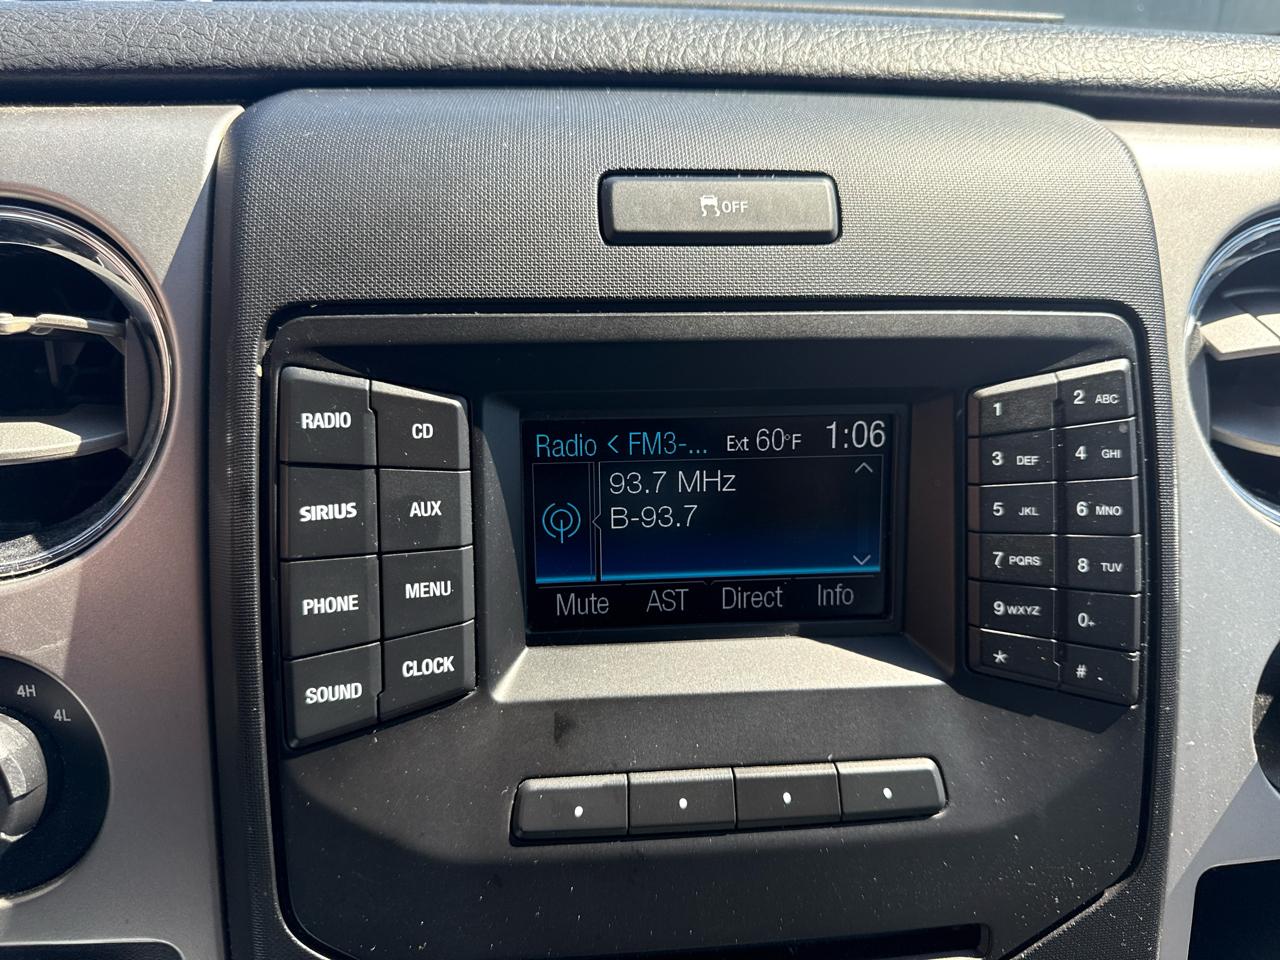 OFF
RADIO
CD
SIRIUS
AUX
PHONE
MENU
SOUND
CLOCK
4H
4L
Radio < FM3-... Ext 60°F 1:06
93.7 MHz
B-93.7
Mute AST Direct Info
1
2 ABC
3 DEF
4 GHI
5 JKL
6 MNO
7 PQRS
8 TUV
9 WXYZ
0+
*
#